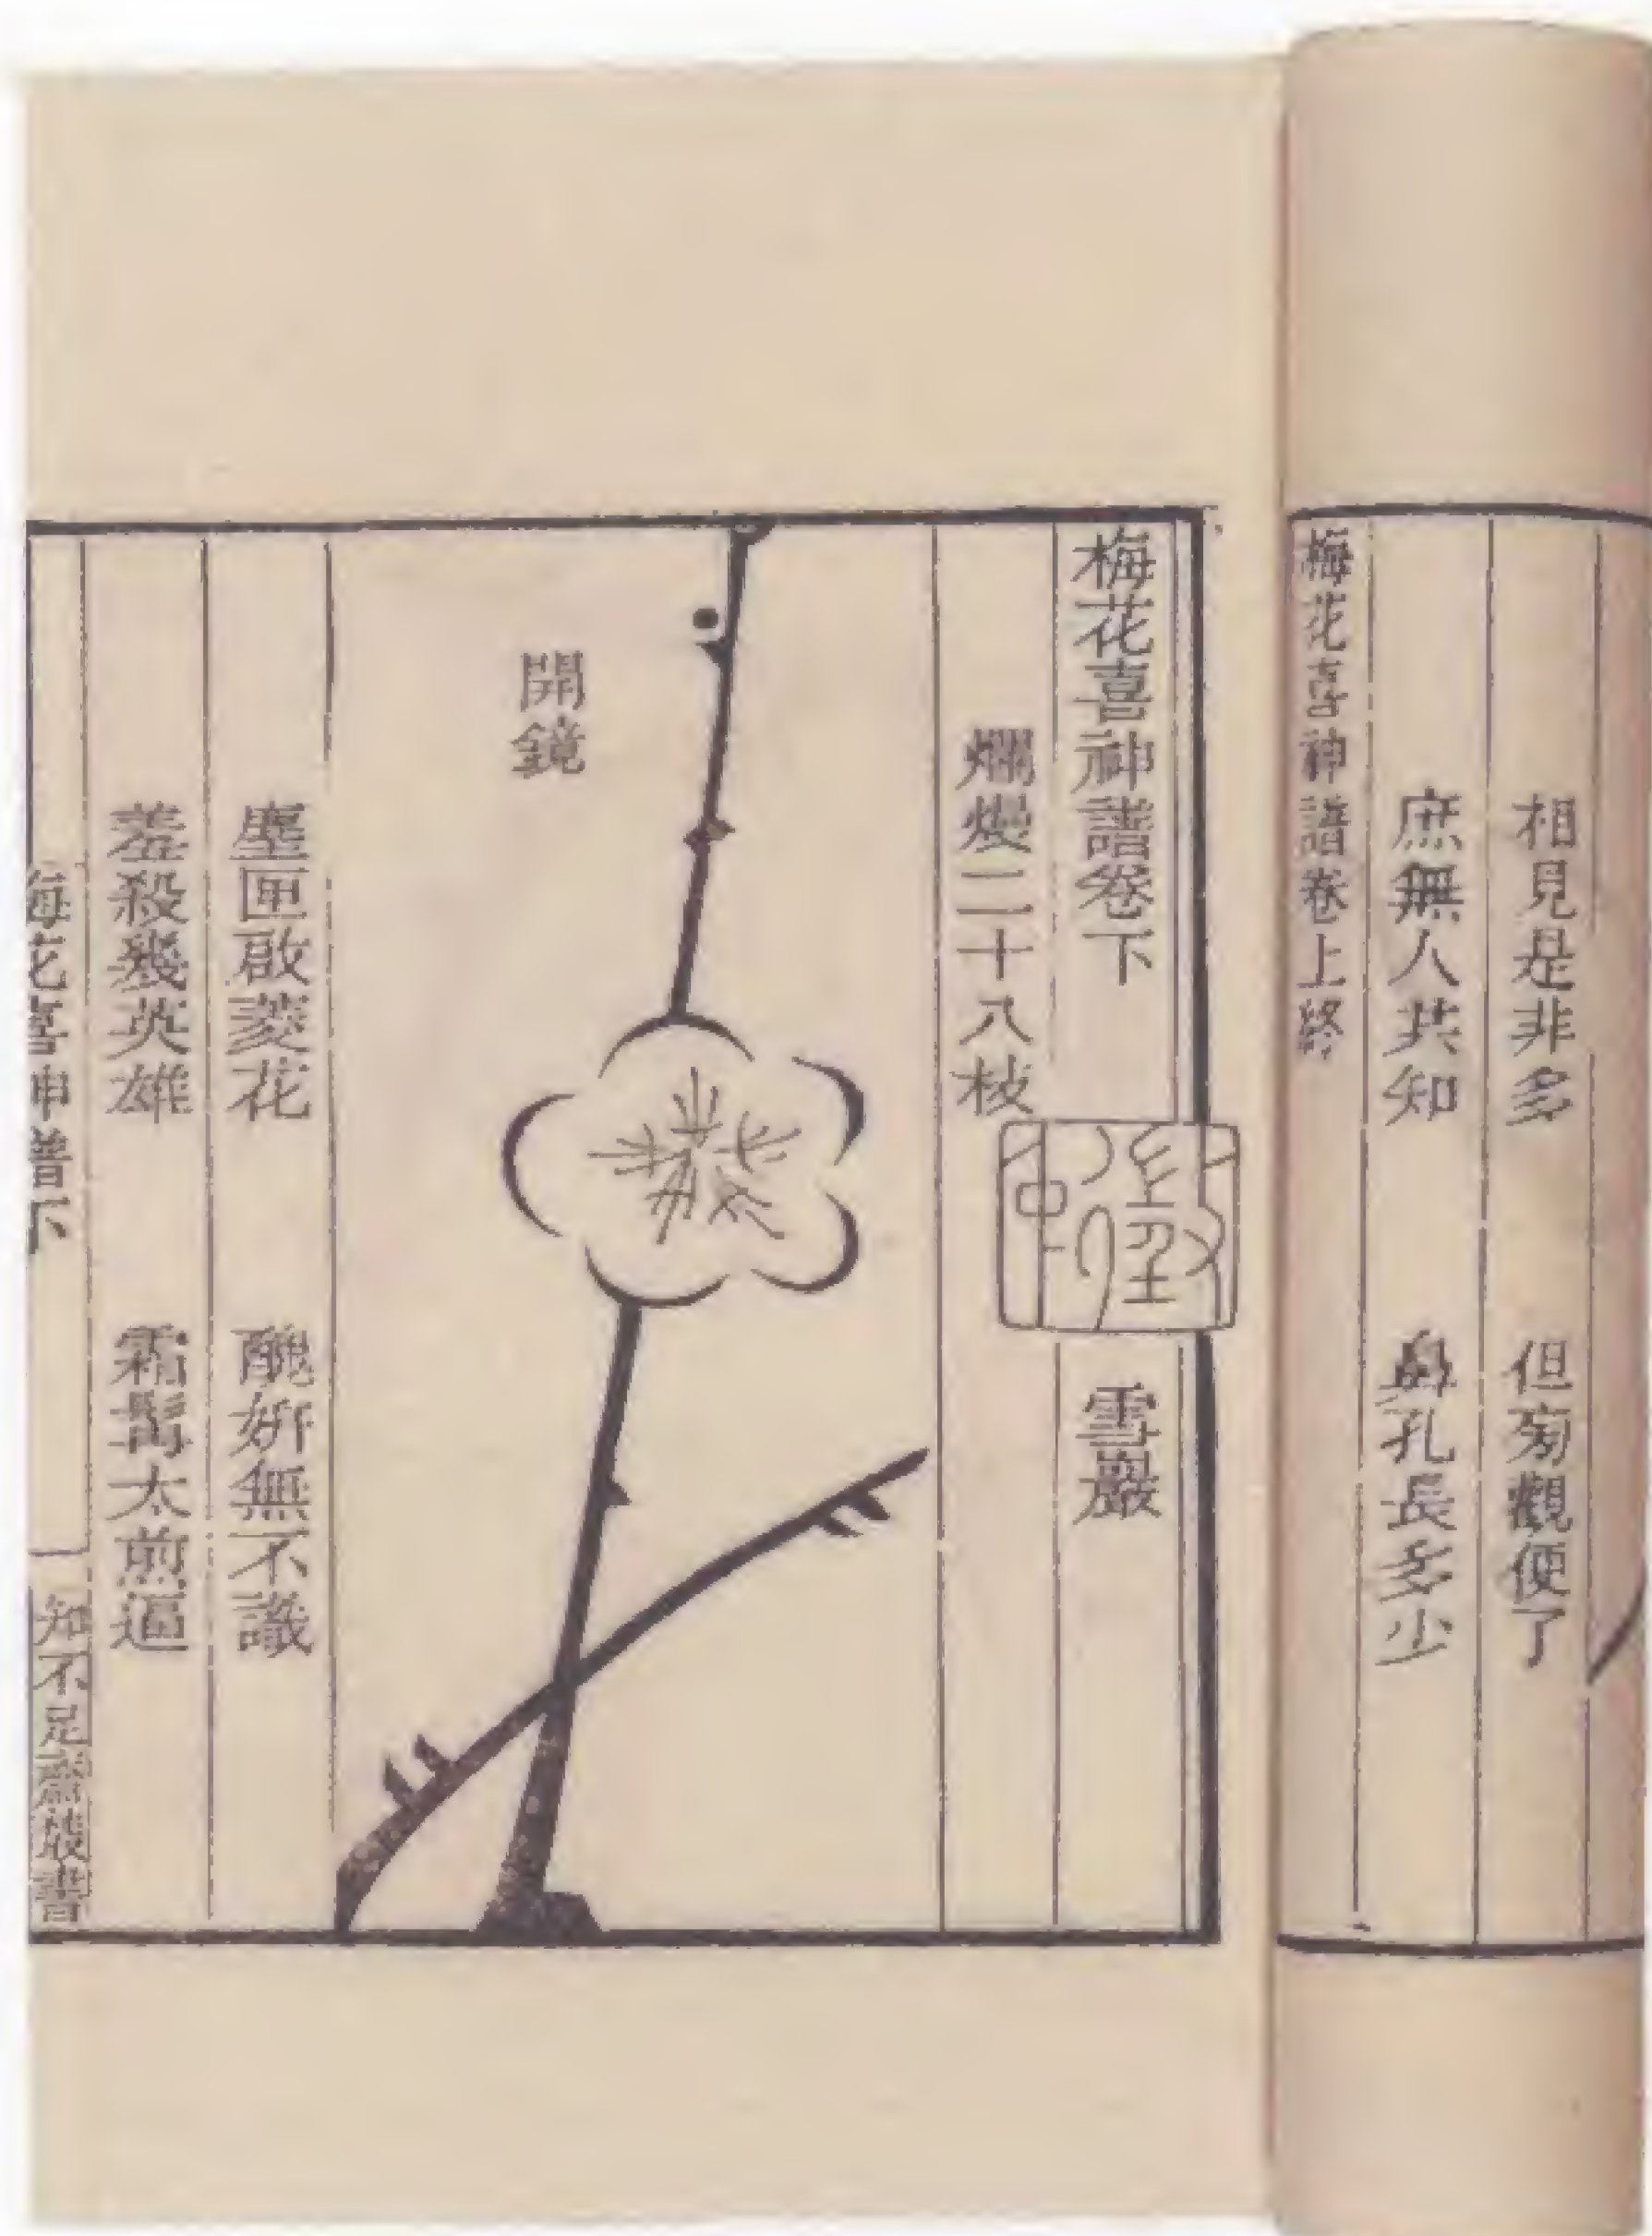 相見是非多 但旁觀便了
庶無人共知 鼻孔長多少
梅花喜神譜卷上終
梅花喜神譜卷下 雪巖
爛熳二十八枝
開鏡
塵匣啟菱花 醜妍無不識
羞殺幾英雄 霜髯太煎逼
梅花喜神譜下 知不足齋叢書